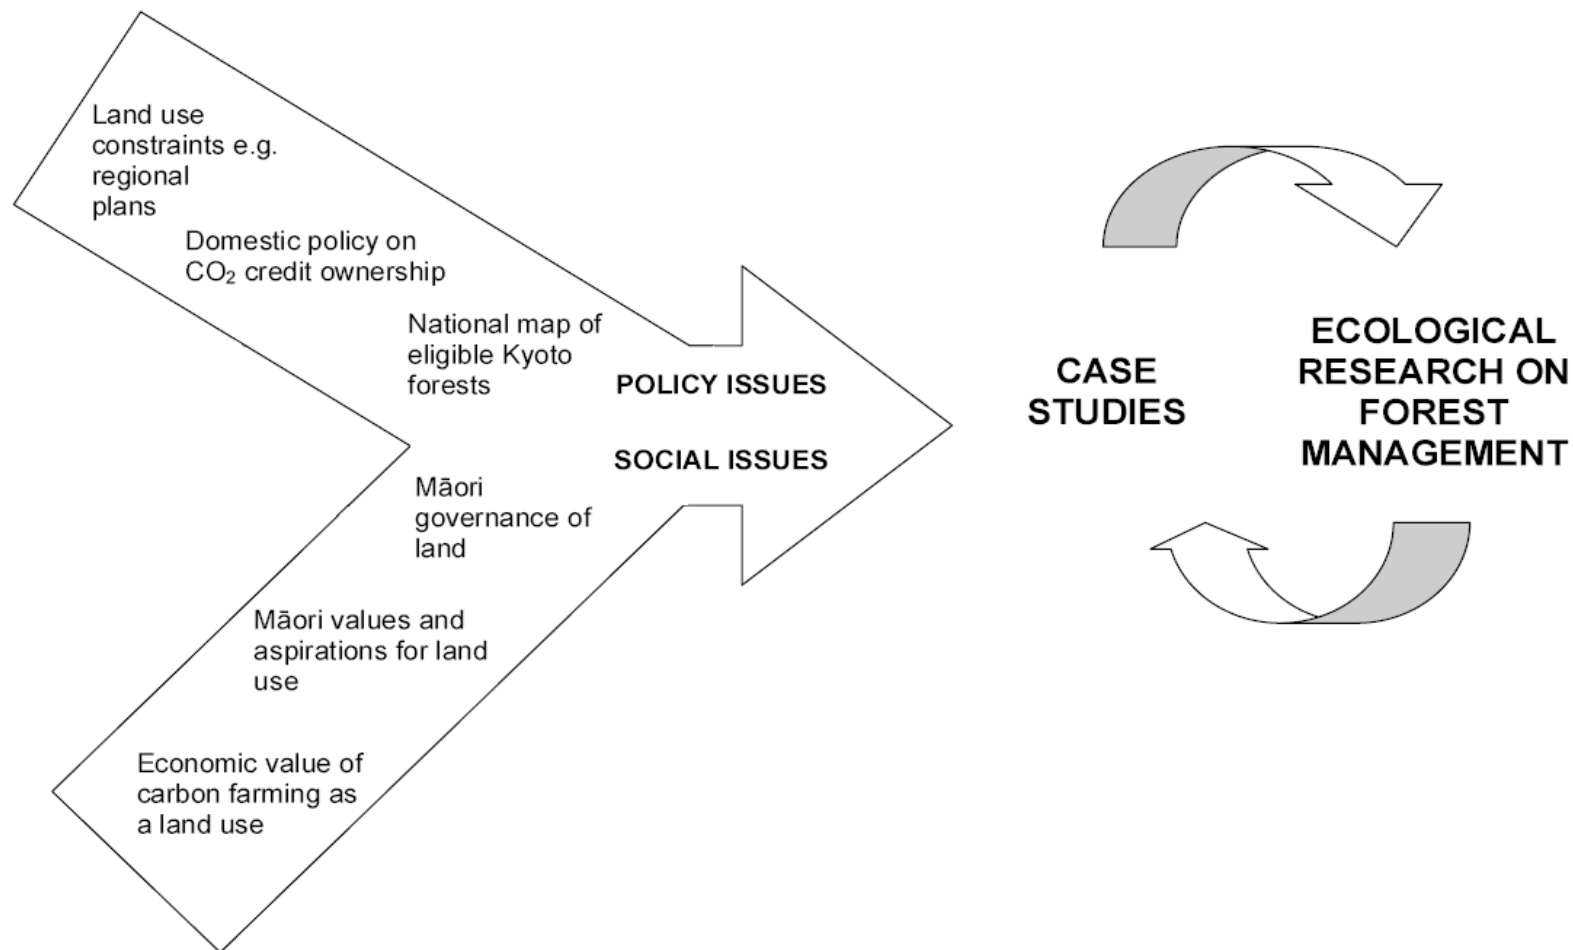 Land use
constraints e.g.
regional
plans
Domestic policy on
CO₂ credit ownership
National map of
eligible Kyoto
forests
POLICY ISSUES
SOCIAL ISSUES
Māori
governance of
land
Māori values and
aspirations for land
use
Economic value of
carbon farming as
a land use
CASE
STUDIES
ECOLOGICAL
RESEARCH ON
FOREST
MANAGEMENT